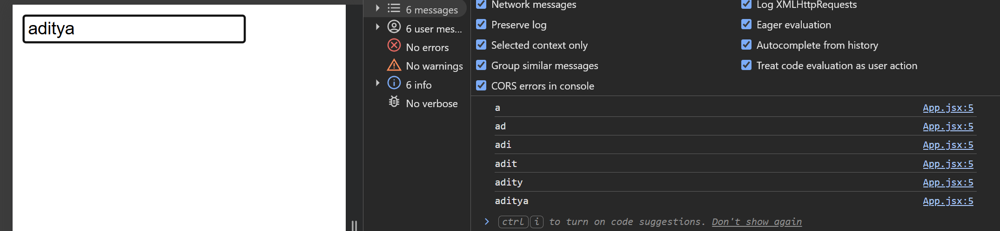 aditya
6 messages
6 user mes...
No errors
No warnings
6 info
No verbose
Network messages
Log XMLHttpRequests
Preserve log
Eager evaluation
Selected context only
Autocomplete from history
Group similar messages
Treat code evaluation as user action
CORS errors in console
a App.jsx:5
ad App.jsx:5
adi App.jsx:5
adit App.jsx:5
adity App.jsx:5
aditya App.jsx:5
> ctrl i to turn on code suggestions. Don't show again